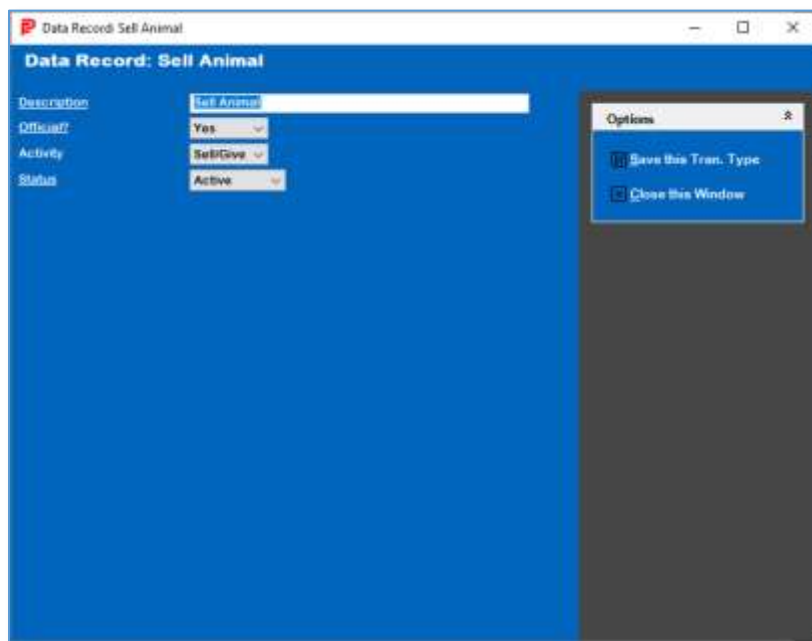 Data Record: Sell Animal
Data Record: Sell Animal
Description Sell Animal
Official? Yes
Activity Sell/Give
Status Active
Options
Save this Tran. Type
Close this Window